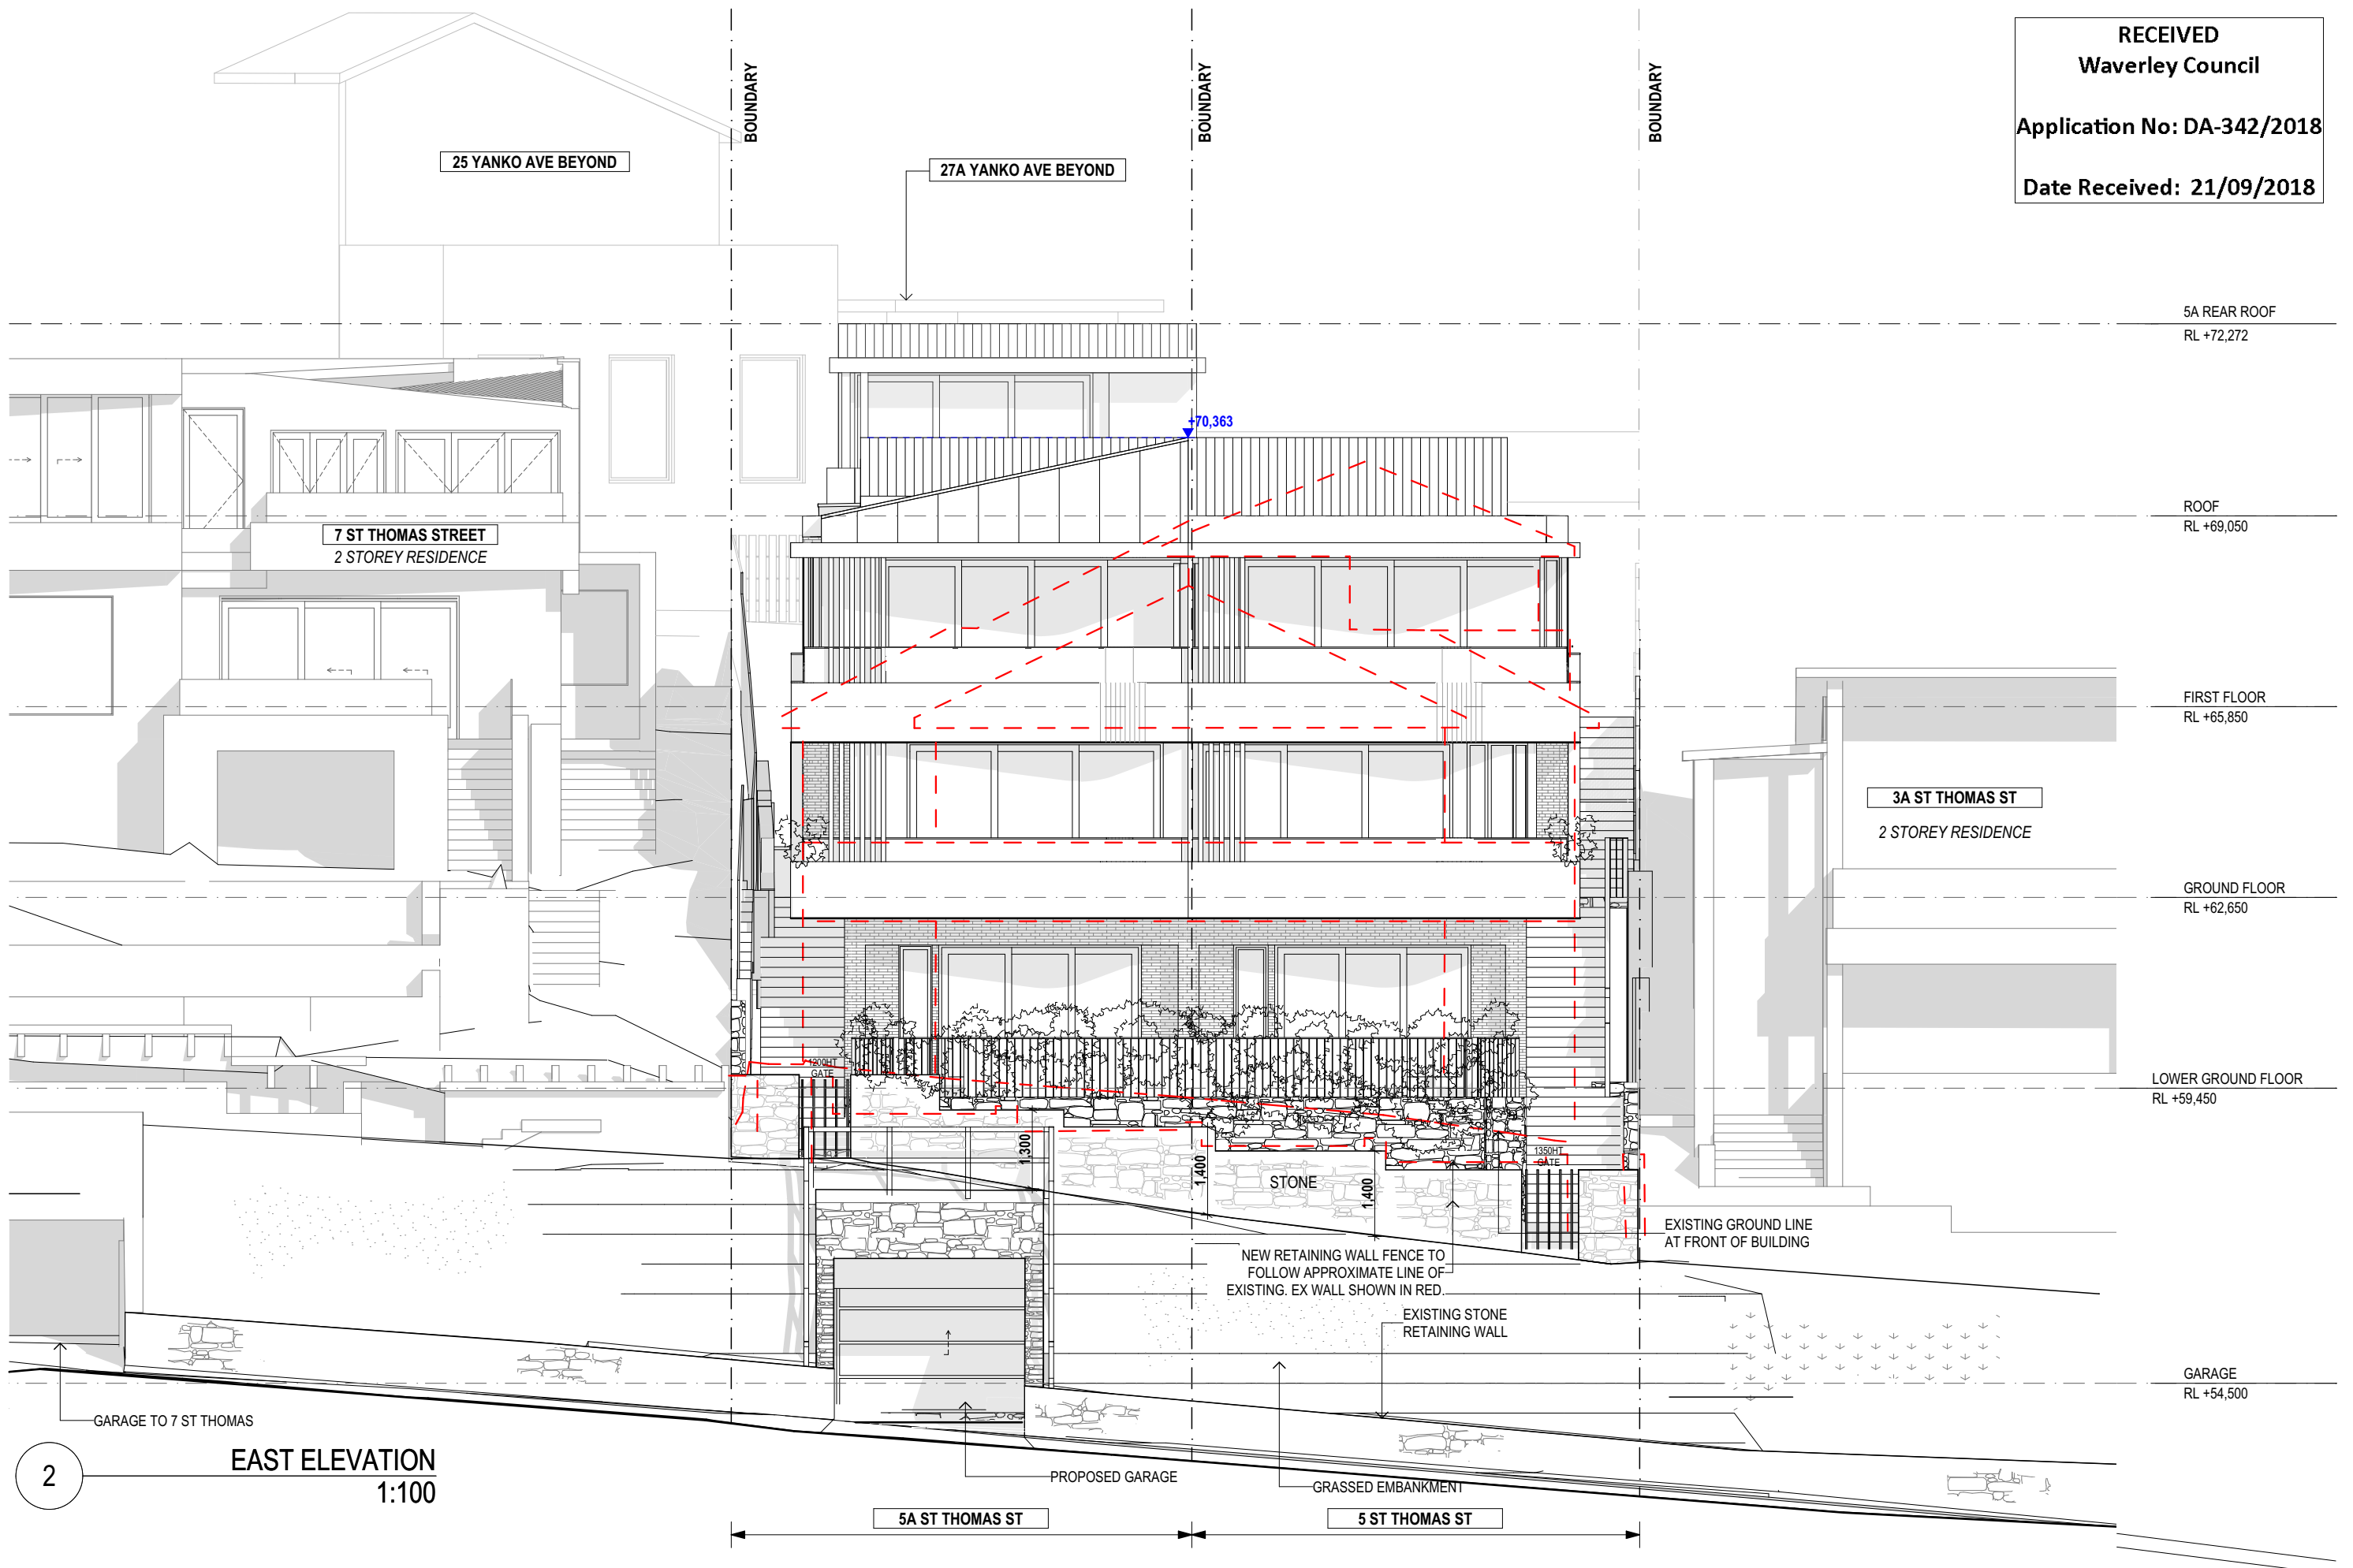 RECEIVED
Waverley Council
Application No: DA-342/2018
Date Received: 21/09/2018
BOUNDARY
BOUNDARY
BOUNDARY
25 YANKO AVE BEYOND
27A YANKO AVE BEYOND
5A REAR ROOF
RL +72,272
+70,363
ROOF
RL +69,050
7 ST THOMAS STREET
2 STOREY RESIDENCE
FIRST FLOOR
RL +65,850
3A ST THOMAS ST
2 STOREY RESIDENCE
GROUND FLOOR
RL +62,650
LOWER GROUND FLOOR
RL +59,450
1200HT
GATE
1,300
1,400
STONE
1,400
1350HT
GATE
EXISTING GROUND LINE
AT FRONT OF BUILDING
NEW RETAINING WALL FENCE TO
FOLLOW APPROXIMATE LINE OF
EXISTING. EX WALL SHOWN IN RED.
EXISTING STONE
RETAINING WALL
GARAGE
RL +54,500
GARAGE TO 7 ST THOMAS
2
EAST ELEVATION
1:100
PROPOSED GARAGE
GRASSED EMBANKMENT
5A ST THOMAS ST
5 ST THOMAS ST